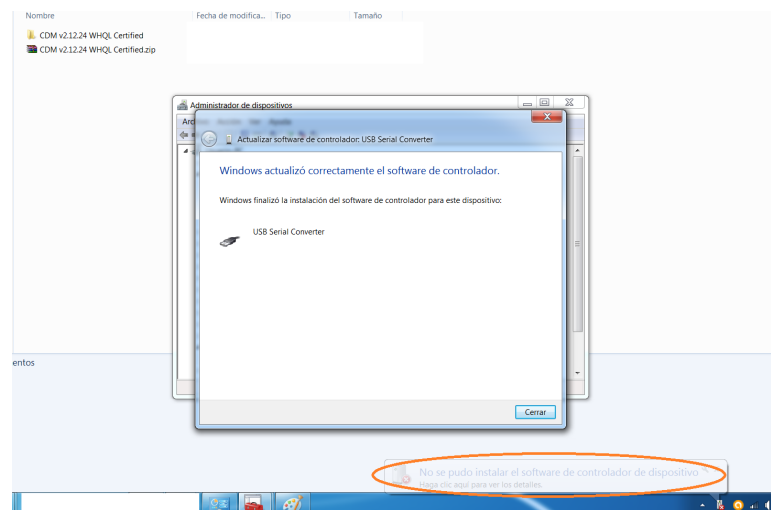 Nombre Fecha de modifica... Tipo Tamaño
CDM v2.12.24 WHQL Certified
CDM v2.12.24 WHQL Certified.zip
Administrador de dispositivos
Actualizar software de controlador: USB Serial Converter
Windows actualizó correctamente el software de controlador.
Windows finalizó la instalación del software de controlador para este dispositivo:
USB Serial Converter
entos
Cerrar
No se pudo instalar el software de controlador de dispositivo
Haga clic aquí para ver los detalles.